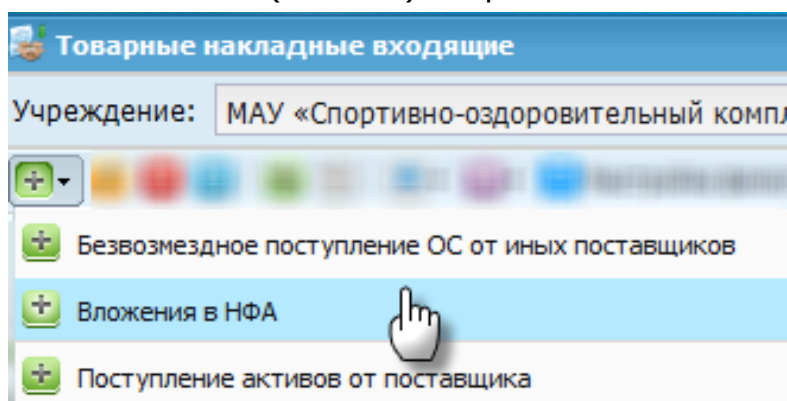 Товарные накладные входящие
Учреждение: МАУ «Спортивно-оздоровительный компл
Безвозмездное поступление ОС от иных поставщиков
Вложения в НФА
Поступление активов от поставщика